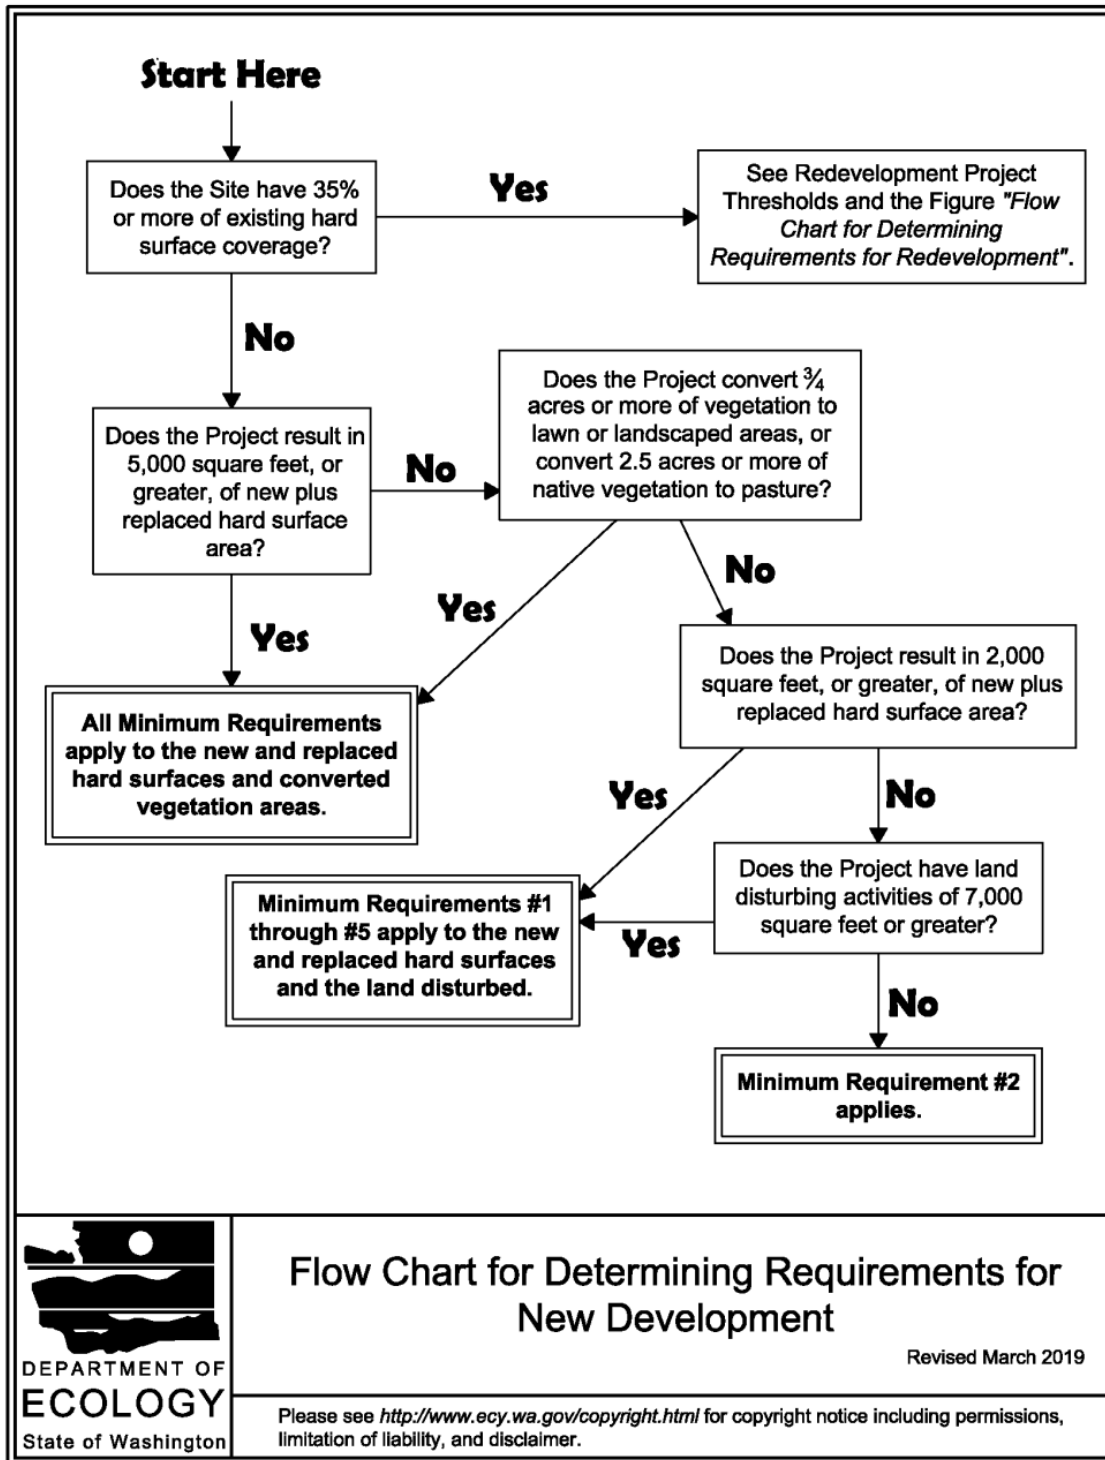 Start Here
Does the Site have 35%
or more of existing hard
surface coverage?
Yes
See Redevelopment Project
Thresholds and the Figure "Flow
Chart for Determining
Requirements for Redevelopment".
No
Does the Project result in
5,000 square feet, or
greater, of new plus
replaced hard surface
area?
No
Does the Project convert ¾
acres or more of vegetation to
lawn or landscaped areas, or
convert 2.5 acres or more of
native vegetation to pasture?
Yes
Yes
No
All Minimum Requirements
apply to the new and replaced
hard surfaces and converted
vegetation areas.
Does the Project result in 2,000
square feet, or greater, of new plus
replaced hard surface area?
Yes
No
Minimum Requirements #1
through #5 apply to the new
and replaced hard surfaces
and the land disturbed.
Yes
Does the Project have land
disturbing activities of 7,000
square feet or greater?
No
Minimum Requirement #2
applies.
DEPARTMENT OF
ECOLOGY
State of Washington
Flow Chart for Determining Requirements for
New Development
Revised March 2019
Please see http://www.ecy.wa.gov/copyright.html for copyright notice including permissions,
limitation of liability, and disclaimer.